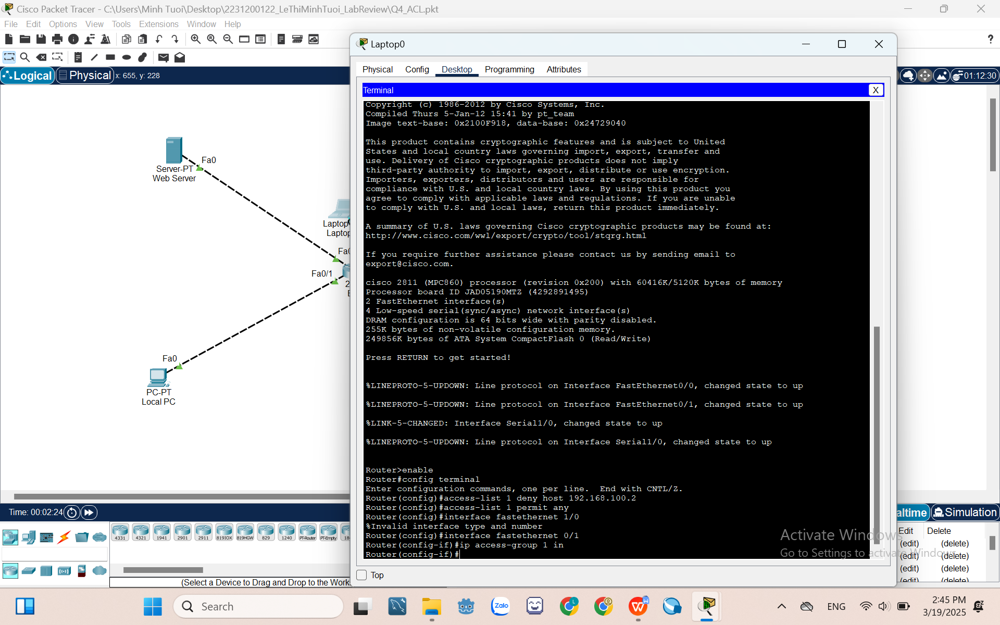 Cisco Packet Tracer - C:\Users\Minh Tuoi\Desktop\2231200122_LeThiMinhTuoi_LabReview\Q4_ACL.pkt
File Edit Options View Tools Extensions Window Help
?
Logical Physical x: 655, y: 228
01:12:30
Fa0
Server-PT
Web Server
Laptop
Laptop
Fa0
Fa0/1
2
Fa0
PC-PT
Local PC
Laptop0
Physical Config Desktop Programming Attributes
Terminal
X
Copyright (c) 1986-2012 by Cisco Systems, Inc.
Compiled Thurs 5-Jan-12 15:41 by pt_team
Image text-base: 0x2100F918, data-base: 0x24729040
This product contains cryptographic features and is subject to United
States and local country laws governing import, export, transfer and
use. Delivery of Cisco cryptographic products does not imply
third-party authority to import, export, distribute or use encryption.
Importers, exporters, distributors and users are responsible for
compliance with U.S. and local country laws. By using this product you
agree to comply with applicable laws and regulations. If you are unable
to comply with U.S. and local laws, return this product immediately.
A summary of U.S. laws governing Cisco cryptographic products may be found at:
http://www.cisco.com/wwl/export/crypto/tool/stqrg.html
If you require further assistance please contact us by sending email to
export@cisco.com.
cisco 2811 (MPC860) processor (revision 0x200) with 60416K/5120K bytes of memory
Processor board ID JAD05190MTZ (4292891495)
2 FastEthernet interface(s)
4 Low-speed serial(sync/async) network interface(s)
DRAM configuration is 64 bits wide with parity disabled.
255K bytes of non-volatile configuration memory.
249856K bytes of ATA System CompactFlash 0 (Read/Write)
Press RETURN to get started!
%LINEPROTO-5-UPDOWN: Line protocol on Interface FastEthernet0/0, changed state to up
%LINEPROTO-5-UPDOWN: Line protocol on Interface FastEthernet0/1, changed state to up
%LINK-5-CHANGED: Interface Serial1/0, changed state to up
%LINEPROTO-5-UPDOWN: Line protocol on Interface Serial1/0, changed state to up
Router>enable
Router#config terminal
Enter configuration commands, one per line.  End with CNTL/Z.
Router(config)#access-list 1 deny host 192.168.100.2
Router(config)#access-list 1 permit any
Router(config)#interface fastethernet 1/0
%Invalid interface type and number
Router(config)#interface fastethernet 0/1
Router(config-if)#ip access-group 1 in
Router(config-if)#
Top
Time: 00:02:24
altime Simulation
4331 4321 1941 2901 2911 819IOX 819HGW 829 1240 PT-Router PT-Empty 18
(Select a Device to Drag and Drop to the Work
Edit Delete
(edit) (delete)
(edit) (delete)
(edit) (delete)
(edit) (delete)
Activate Windows
Go to Settings to activate Windows.
Search
Zalo
L
W
ENG
2:45 PM
3/19/2025